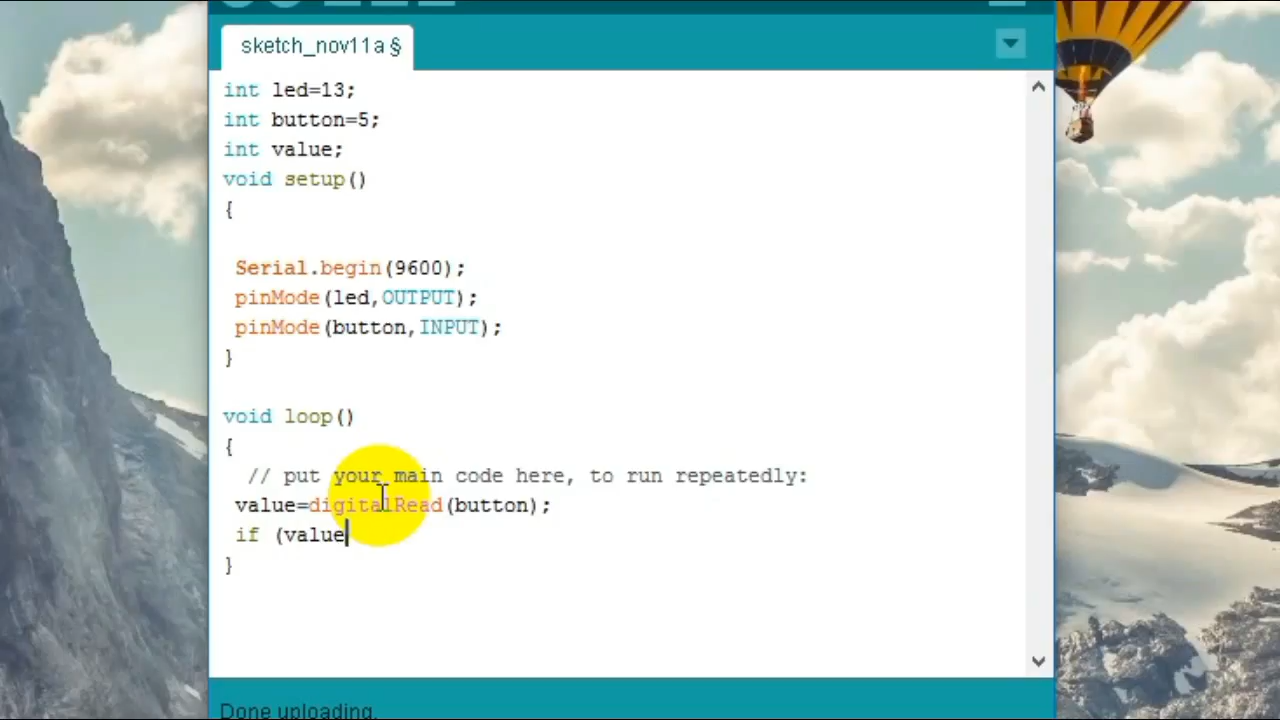 sketch_nov11a §
int led=13;
int button=5;
int value;
void setup()
{
Serial.begin(9600);
pinMode(led,OUTPUT);
pinMode(button,INPUT);
}
void loop()
{
// put your main code here, to run repeatedly:
value=digitalRead(button);
if (value
}
Done uploading.